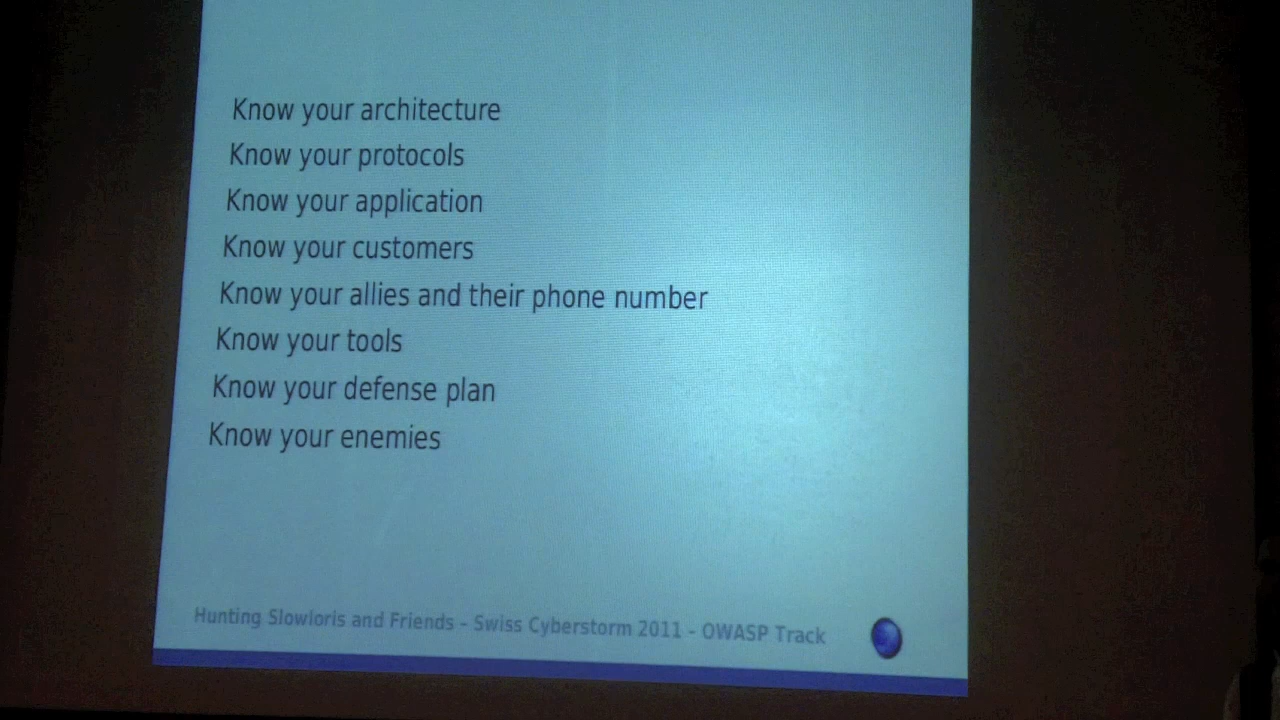 Know your architecture
Know your protocols
Know your application
Know your customers
Know your allies and their phone number
Know your tools
Know your defense plan
Know your enemies
Hunting Slowloris and Friends - Swiss Cyberstorm 2011 - OWASP Track